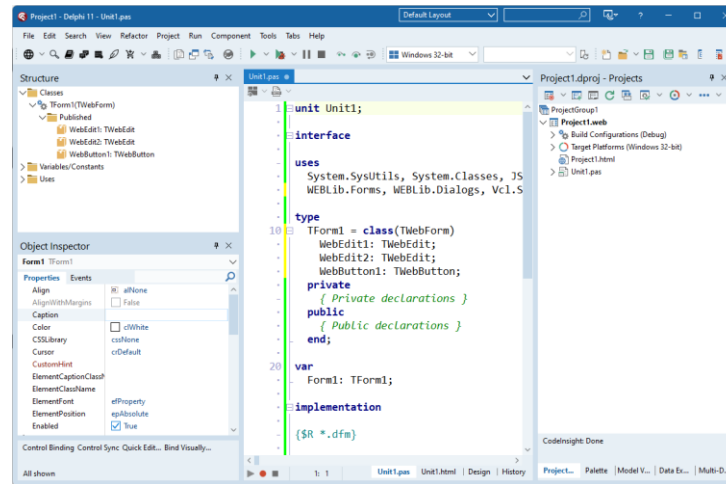 Project1 - Delphi 11 - Unit1.pas
Default Layout
File Edit Search View Refactor Project Run Component Tools Tabs Help
Windows 32-bit
Structure
Classes
TForm1(TWebForm)
Published
WebEdit1: TWebEdit
WebEdit2: TWebEdit
WebButton1: TWebButton
Variables/Constants
Uses
Object Inspector
Form1 TForm1
Properties Events
Align alNone
AlignWithMargins False
Caption
Color clWhite
CSSLibrary cssNone
Cursor crDefault
CustomHint
ElementCaptionClassN
ElementClassName
ElementFont efProperty
ElementPosition epAbsolute
Enabled True
Control Binding Control Sync Quick Edit... Bind Visually...
All shown
Unit1.pas
1 unit Unit1;
interface
uses
System.SysUtils, System.Classes, JS
WEBLib.Forms, WEBLib.Dialogs, Vcl.S
type
10 TForm1 = class(TWebForm)
WebEdit1: TWebEdit;
WebEdit2: TWebEdit;
WebButton1: TWebButton;
private
{ Private declarations }
public
{ Public declarations }
end;
20 var
Form1: TForm1;
implementation
{$R *.dfm}
1: 1
Unit1.pas Unit1.html Design History
Project1.dproj - Projects
ProjectGroup1
Project1.web
Build Configurations (Debug)
Target Platforms (Windows 32-bit)
Project1.html
Unit1.pas
CodeInsight: Done
Project... Palette Model V... Data Ex... Multi-D...